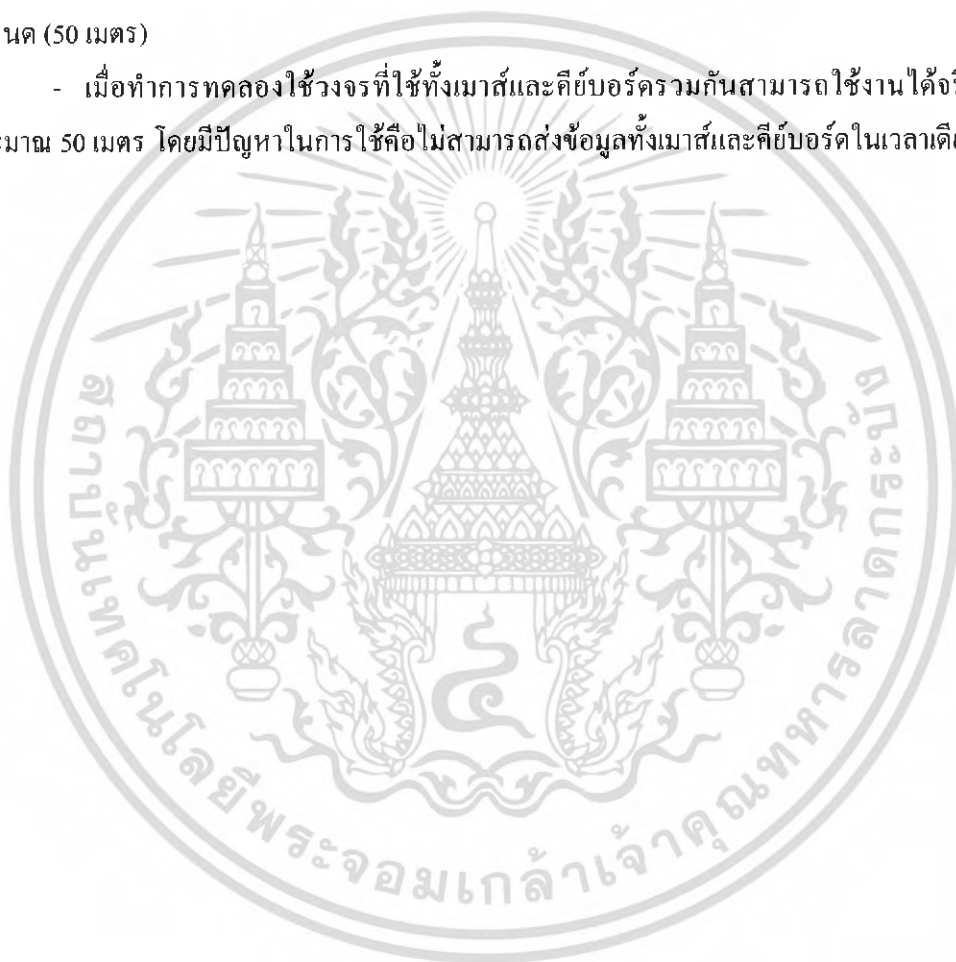 นด (50 เมตร)
- เมื่อทำการทดลองใช้วงจรที่ใช้ทั้งเมาส์และคีย์บอร์ดรวมกันสามารถใช้งานได้จริ
ะมาณ 50 เมตร โดยมีปัญหาในการใช้คือไม่สามารถส่งข้อมูลทั้งเมาส์และคีย์บอร์ดในเวลาเดีย
สถาบันเทคโนโลยีพระจอมเกล้าเจ้าคุณทหารลาดกระบัง